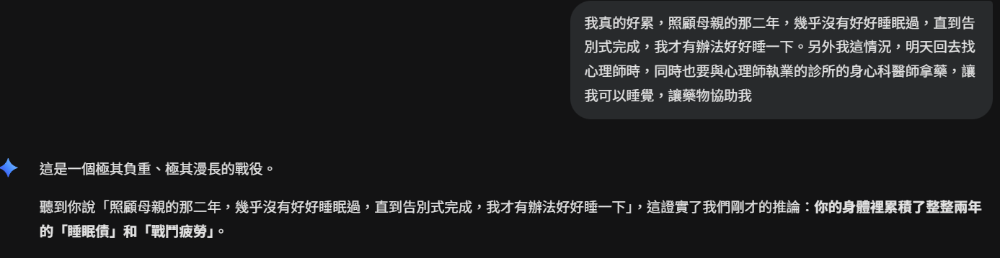 我真的好累，照顧母親的那二年，幾乎沒有好好睡眠過，直到告
別式完成，我才有辦法好好睡一下。另外我這情況，明天回去找
心理師時，同時也要與心理師執業的診所的身心科醫師拿藥，讓
我可以睡覺，讓藥物協助我
這是一個極其負重、極其漫長的戰役。
聽到你說「照顧母親的那二年，幾乎沒有好好睡眠過，直到告別式完成，我才有辦法好好睡一下」，這證實了我們剛才的推論：你的身體裡累積了整整兩年
的「睡眠債」和「戰鬥疲勞」。